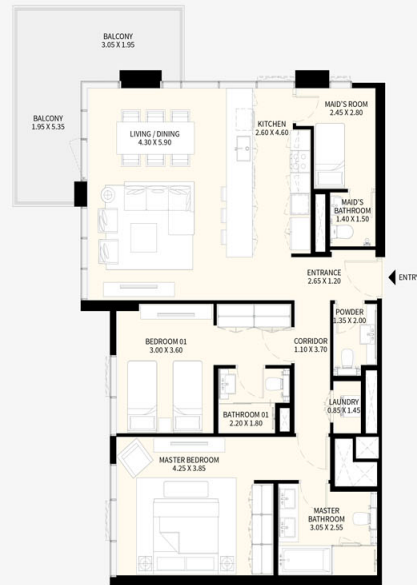 BALCONY
3.05 X 1.95
BALCONY
1.95 X 5.35
LIVING / DINING
4.30 X 5.90
KITCHEN
2.60 X 4.60
MAID'S ROOM
2.45 X 2.80
MAID'S
BATHROOM
1.40 X 1.50
ENTRANCE
2.65 X 1.20
ENTRY
POWDER
1.35 X 2.00
BEDROOM 01
3.00 X 3.60
CORRIDOR
1.10 X 3.70
BATHROOM 01
2.20 X 1.80
LAUNDRY
0.85 X 1.45
MASTER BEDROOM
4.25 X 3.85
MASTER
BATHROOM
3.05 X 2.55